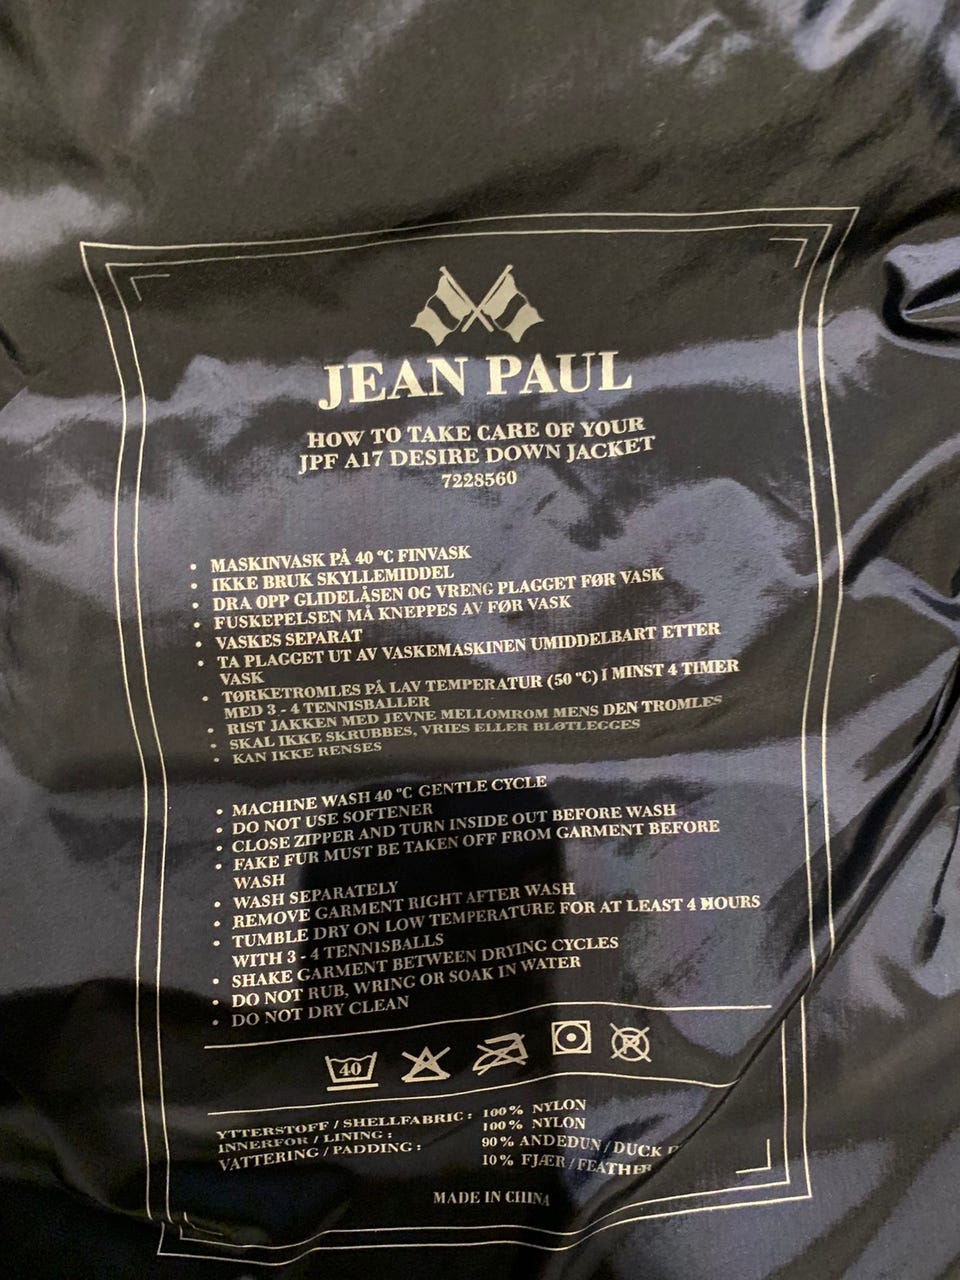 JEAN PAUL
HOW TO TAKE CARE OF YOUR
JPF A17 DESIRE DOWN JACKET
7228560
• MASKINVASK PÅ 40 °C FINVASK
• IKKE BRUK SKYLLEMIDDEL
• DRA OPP GLIDELÅSEN OG VRENG PLAGGET FØR VASK
• FUSKEPELSEN MÅ KNEPPES AV FØR VASK
• VASKES SEPARAT
• TA PLAGGET UT AV VASKEMASKINEN UMIDDELBART ETTER
VASK
• TØRKETROMLES PÅ LAV TEMPERATUR (50 °C) I MINST 4 TIMER
MED 3 - 4 TENNISBALLER
• RIST JAKKEN MED JEVNE MELLOMROM MENS DEN TROMLES
• SKAL IKKE SKRUBBES, VRIES ELLER BLØTLEGGES
• KAN IKKE RENSES
• MACHINE WASH 40 °C GENTLE CYCLE
• DO NOT USE SOFTENER
• CLOSE ZIPPER AND TURN INSIDE OUT BEFORE WASH
• FAKE FUR MUST BE TAKEN OFF FROM GARMENT BEFORE
WASH
• WASH SEPARATELY
• REMOVE GARMENT RIGHT AFTER WASH
• TUMBLE DRY ON LOW TEMPERATURE FOR AT LEAST 4 HOURS
WITH 3 - 4 TENNISBALLS
• SHAKE GARMENT BETWEEN DRYING CYCLES
• DO NOT RUB, WRING OR SOAK IN WATER
• DO NOT DRY CLEAN
40
YTTERSTOFF / SHELLFABRIC : 100 % NYLON
INNERFOR / LINING : 100 % NYLON
VATTERING / PADDING : 90 % ANDEDUN / DUCK
10 % FJÆR / FEATHER
MADE IN CHINA